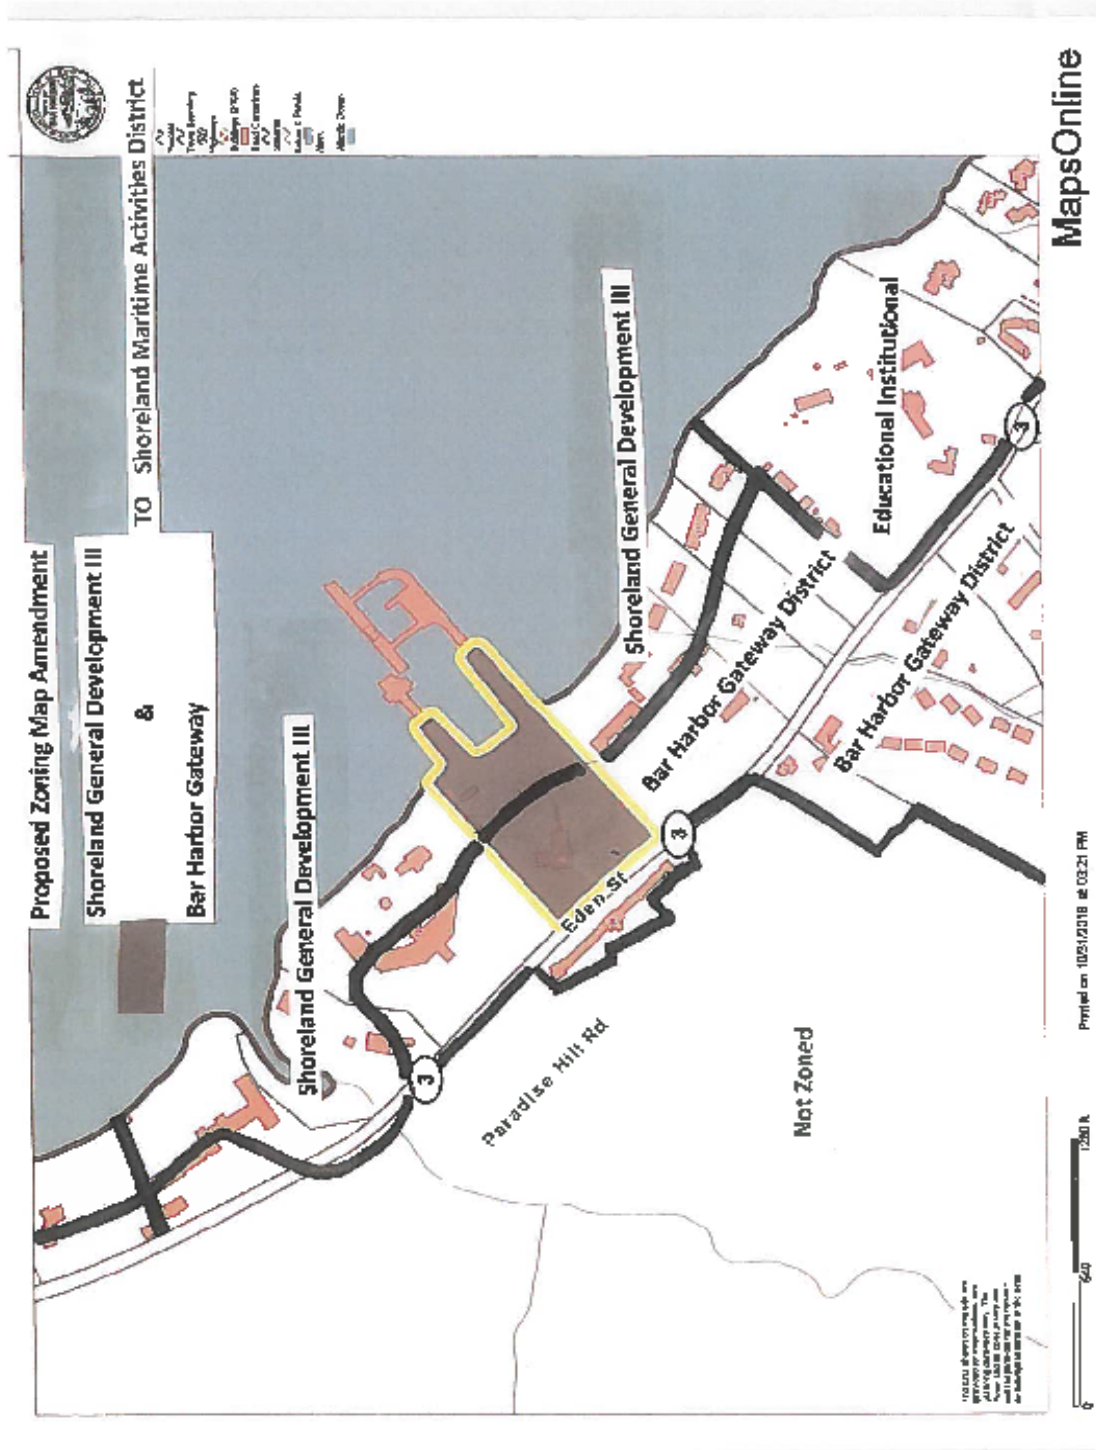 Proposed Zoning Map Amendment
Shoreland General Development III
&
Bar Harbor Gateway
TO Shoreland Maritime Activities District
Shoreland General Development III
Shoreland General Development III
Educational Institutional
Bar Harbor Gateway District
Bar Harbor Gateway District
Eden St
3
3
3
Paradise Hill Rd
Not Zoned
0 640 1280 ft
Printed on 10/31/2018 at 03:21 PM
MapsOnline